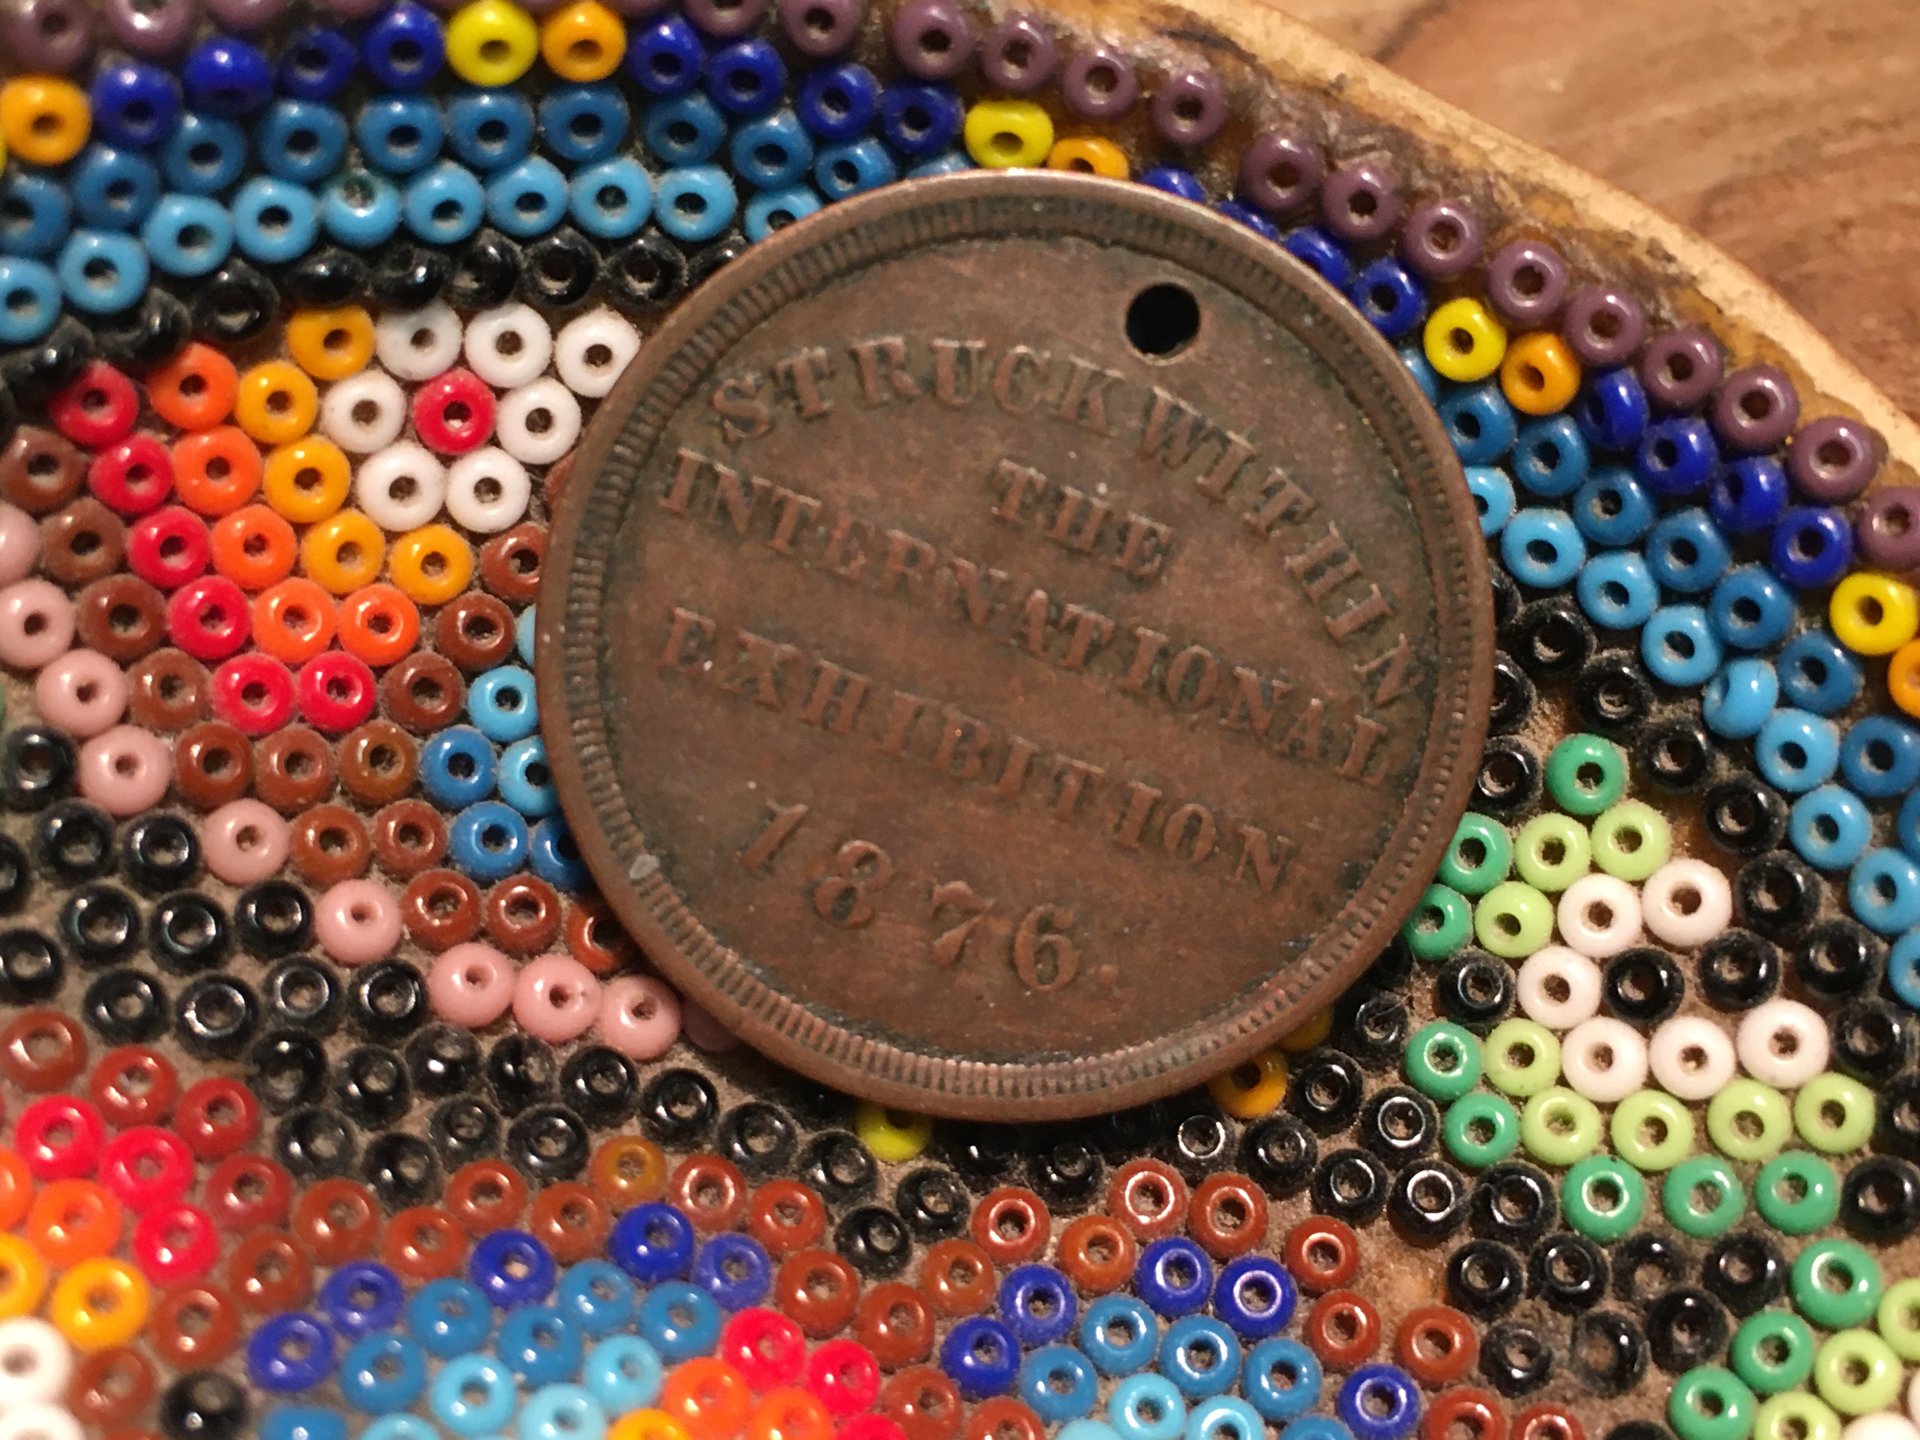 STRUCK WITHIN
THE
INTERNATIONAL
EXHIBITION
1876.